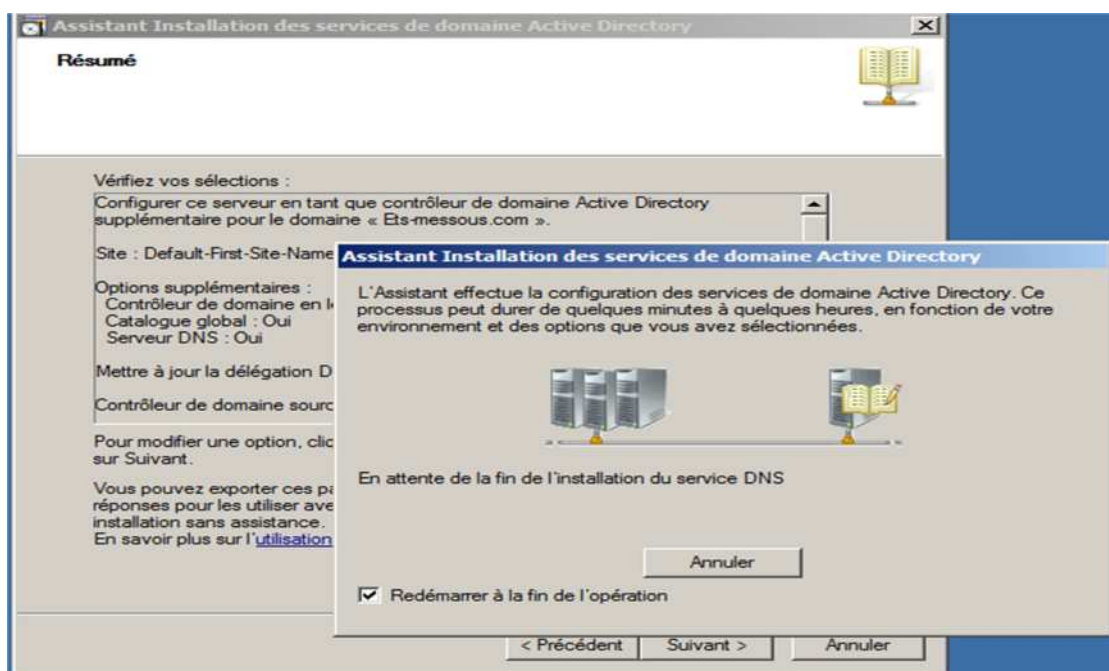 Assistant Installation des services de domaine Active Directory
Résumé
Vérifiez vos sélections :
Configurer ce serveur en tant que contrôleur de domaine Active Directory
supplémentaire pour le domaine « Ets-messous.com ».
Site : Default-First-Site-Name
Options supplémentaires :
Contrôleur de domaine en
Catalogue global : Oui
Serveur DNS : Oui
Mettre à jour la délégation D
Contrôleur de domaine sourc
Pour modifier une option, clic
sur Suivant.
Vous pouvez exporter ces pa
réponses pour les utiliser ave
installation sans assistance.
En savoir plus sur l'utilisation
< Précédent
Suivant >
Annuler
Assistant Installation des services de domaine Active Directory
L'Assistant effectue la configuration des services de domaine Active Directory. Ce
processus peut durer de quelques minutes à quelques heures, en fonction de votre
environnement et des options que vous avez sélectionnées.
En attente de la fin de l'installation du service DNS
Annuler
Redémarrer à la fin de l'opération